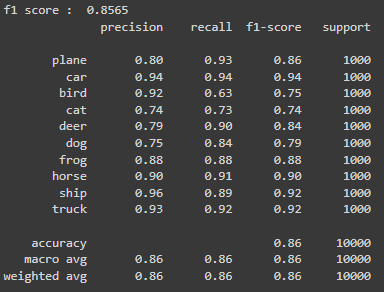 f1 score :  0.8565
              precision    recall  f1-score   support

       plane       0.80      0.93      0.86      1000
         car       0.94      0.94      0.94      1000
        bird       0.92      0.63      0.75      1000
         cat       0.74      0.73      0.74      1000
        deer       0.79      0.90      0.84      1000
         dog       0.75      0.84      0.79      1000
        frog       0.88      0.88      0.88      1000
       horse       0.90      0.91      0.90      1000
        ship       0.96      0.89      0.92      1000
       truck       0.93      0.92      0.92      1000

    accuracy                           0.86     10000
   macro avg       0.86      0.86      0.86     10000
weighted avg       0.86      0.86      0.86     10000